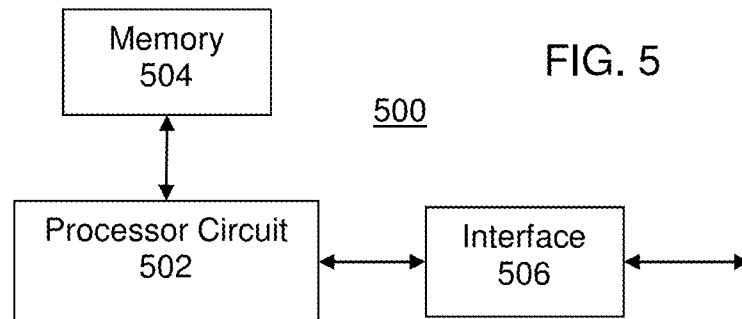 Memory
504
FIG. 5
500
Processor Circuit
502
Interface
506